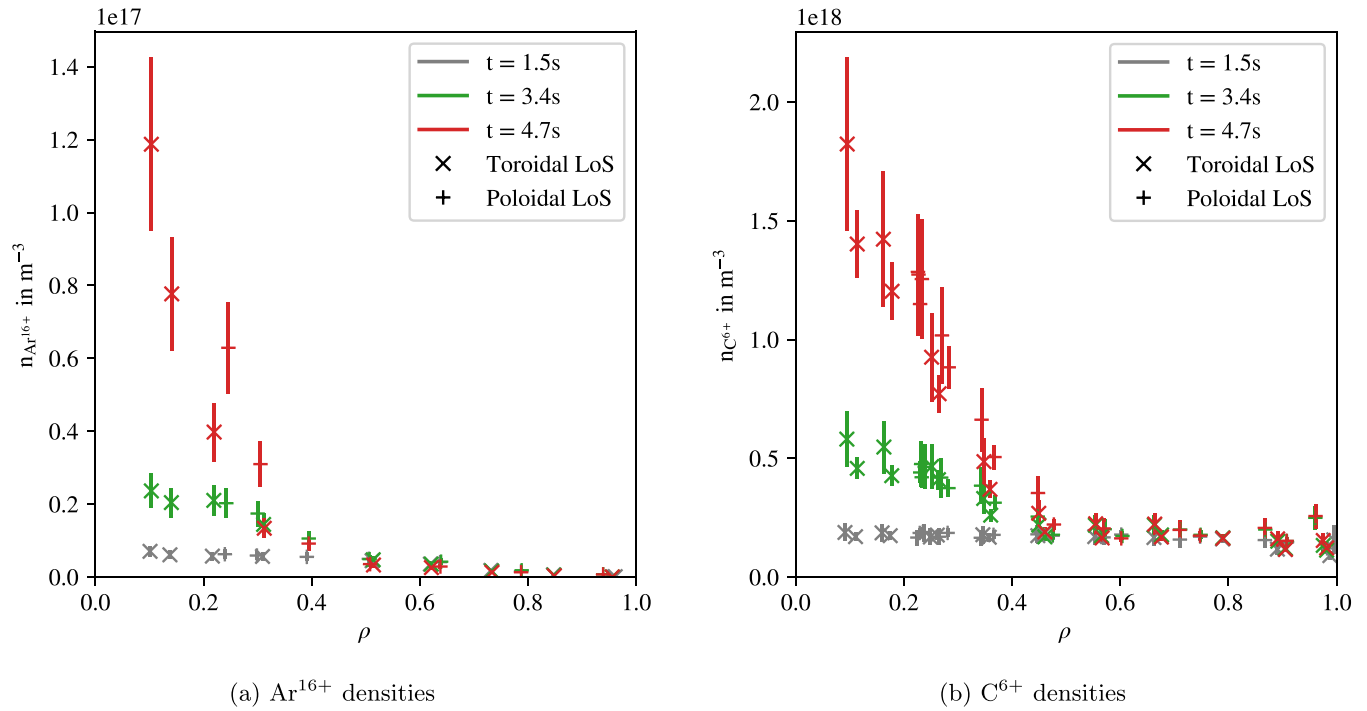 1e17
n_{Ar^{16+}} in m^{−3}
1.4
1.2
1.0
0.8
0.6
0.4
0.2
0.0
t = 1.5s
t = 3.4s
t = 4.7s
Toroidal LoS
Poloidal LoS
0.0 0.2 0.4 0.6 0.8 1.0
ρ
(a) Ar^{16+} densities
1e18
n_{C^{6+}} in m^{−3}
2.0
1.5
1.0
0.5
0.0
t = 1.5s
t = 3.4s
t = 4.7s
Toroidal LoS
Poloidal LoS
0.0 0.2 0.4 0.6 0.8 1.0
ρ
(b) C^{6+} densities